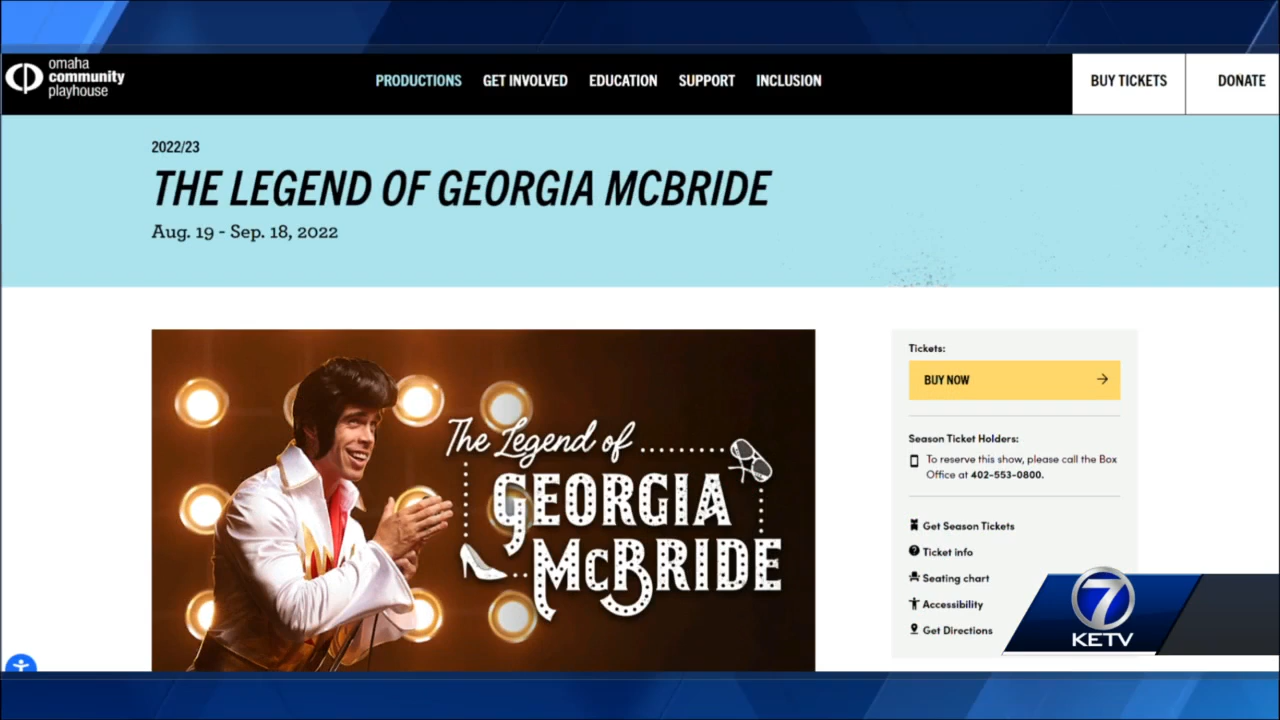 omaha
community
playhouse
PRODUCTIONS GET INVOLVED EDUCATION SUPPORT INCLUSION
BUY TICKETS DONATE
2022/23
THE LEGEND OF GEORGIA MCBRIDE
Aug. 19 - Sep. 18, 2022
The Legend of
GEORGIA
McBRIDE
Tickets:
BUY NOW
Season Ticket Holders:
To reserve this show, please call the Box
Office at 402-553-0800.
Get Season Tickets
Ticket info
Seating chart
Accessibility
Get Directions
7
KETV